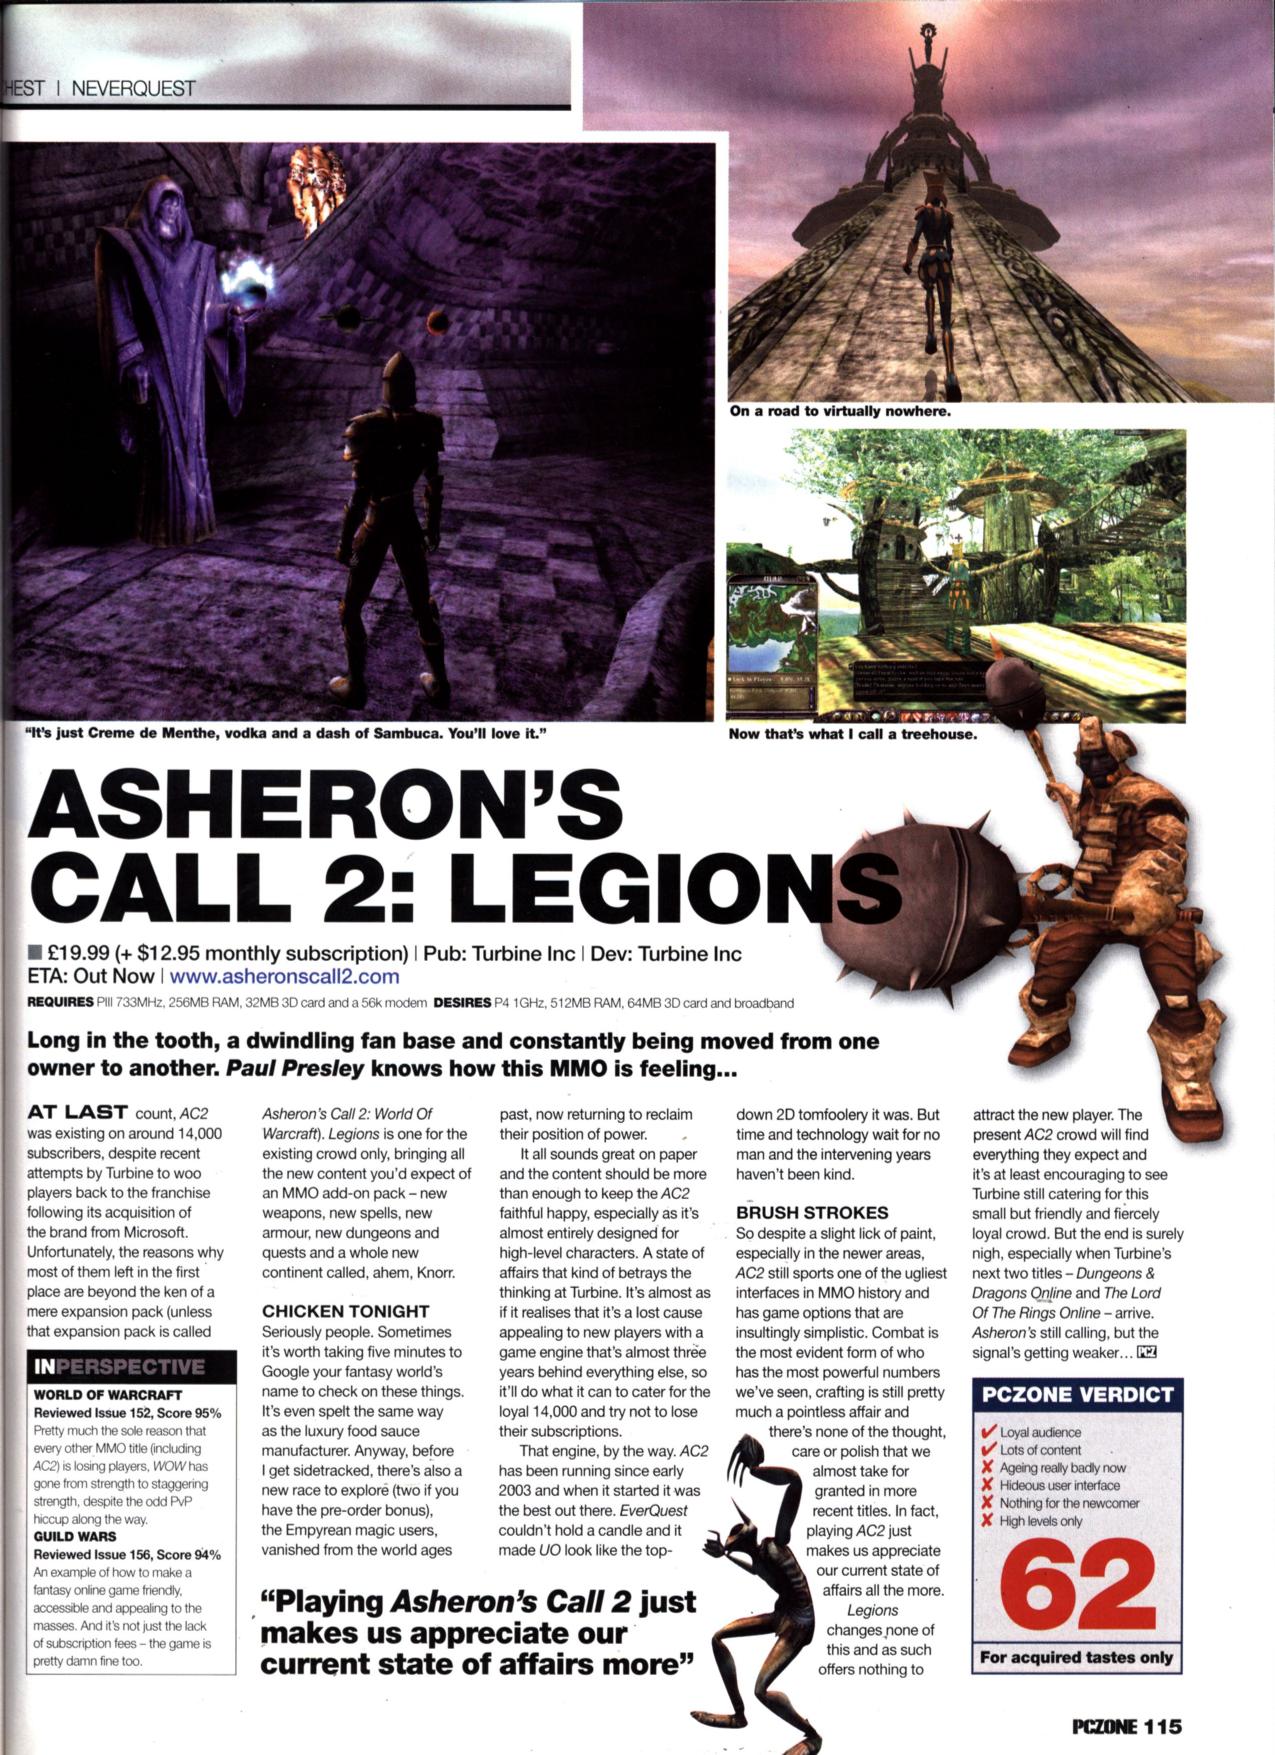 HEST | NEVERQUEST
On a road to virtually nowhere.
"It's just Creme de Menthe, vodka and a dash of Sambuca. You'll love it."
Now that's what I call a treehouse.
ASHERON'S
CALL 2: LEGIONS
£19.99 (+ $12.95 monthly subscription) | Pub: Turbine Inc | Dev: Turbine Inc
ETA: Out Now | www.asheronscall2.com
REQUIRES PIII 733MHz, 256MB RAM, 32MB 3D card and a 56k modem DESIRES P4 1GHz, 512MB RAM, 64MB 3D card and broadband
Long in the tooth, a dwindling fan base and constantly being moved from one
owner to another. Paul Presley knows how this MMO is feeling...
AT LAST count, AC2
was existing on around 14,000
subscribers, despite recent
attempts by Turbine to woo
players back to the franchise
following its acquisition of
the brand from Microsoft.
Unfortunately, the reasons why
most of them left in the first
place are beyond the ken of a
mere expansion pack (unless
that expansion pack is called
Asheron's Call 2: World Of
Warcraft). Legions is one for the
existing crowd only, bringing all
the new content you'd expect of
an MMO add-on pack – new
weapons, new spells, new
armour, new dungeons and
quests and a whole new
continent called, ahem, Knorr.
CHICKEN TONIGHT
Seriously people. Sometimes
it's worth taking five minutes to
Google your fantasy world's
name to check on these things.
It's even spelt the same way
as the luxury food sauce
manufacturer. Anyway, before
I get sidetracked, there's also a
new race to explore (two if you
have the pre-order bonus),
the Empyrean magic users,
vanished from the world ages
past, now returning to reclaim
their position of power.
It all sounds great on paper
and the content should be more
than enough to keep the AC2
faithful happy, especially as it's
almost entirely designed for
high-level characters. A state of
affairs that kind of betrays the
thinking at Turbine. It's almost as
if it realises that it's a lost cause
appealing to new players with a
game engine that's almost three
years behind everything else, so
it'll do what it can to cater for the
loyal 14,000 and try not to lose
their subscriptions.
That engine, by the way. AC2
has been running since early
2003 and when it started it was
the best out there. EverQuest
couldn't hold a candle and it
made UO look like the top-
down 2D tomfoolery it was. But
time and technology wait for no
man and the intervening years
haven't been kind.
BRUSH STROKES
So despite a slight lick of paint,
especially in the newer areas,
AC2 still sports one of the ugliest
interfaces in MMO history and
has game options that are
insultingly simplistic. Combat is
the most evident form of who
has the most powerful numbers
we've seen, crafting is still pretty
much a pointless affair and
there's none of the thought,
care or polish that we
almost take for
granted in more
recent titles. In fact,
playing AC2 just
makes us appreciate
our current state of
affairs all the more.
Legions
changes none of
this and as such
offers nothing to
attract the new player. The
present AC2 crowd will find
everything they expect and
it's at least encouraging to see
Turbine still catering for this
small but friendly and fiercely
loyal crowd. But the end is surely
nigh, especially when Turbine's
next two titles – Dungeons &
Dragons Online and The Lord
Of The Rings Online – arrive.
Asheron's still calling, but the
signal's getting weaker... PCZ
INPERSPECTIVE
WORLD OF WARCRAFT
Reviewed Issue 152, Score 95%
Pretty much the sole reason that
every other MMO title (including
AC2) is losing players, WOW has
gone from strength to staggering
strength, despite the odd PvP
hiccup along the way.
GUILD WARS
Reviewed Issue 156, Score 94%
An example of how to make a
fantasy online game friendly,
accessible and appealing to the
masses. And it's not just the lack
of subscription fees – the game is
pretty damn fine too.
"Playing Asheron's Call 2 just
makes us appreciate our
current state of affairs more"
PCZONE VERDICT
✓ Loyal audience
✓ Lots of content
✗ Ageing really badly now
✗ Hideous user interface
✗ Nothing for the newcomer
✗ High levels only
62
For acquired tastes only
PCZONE 115